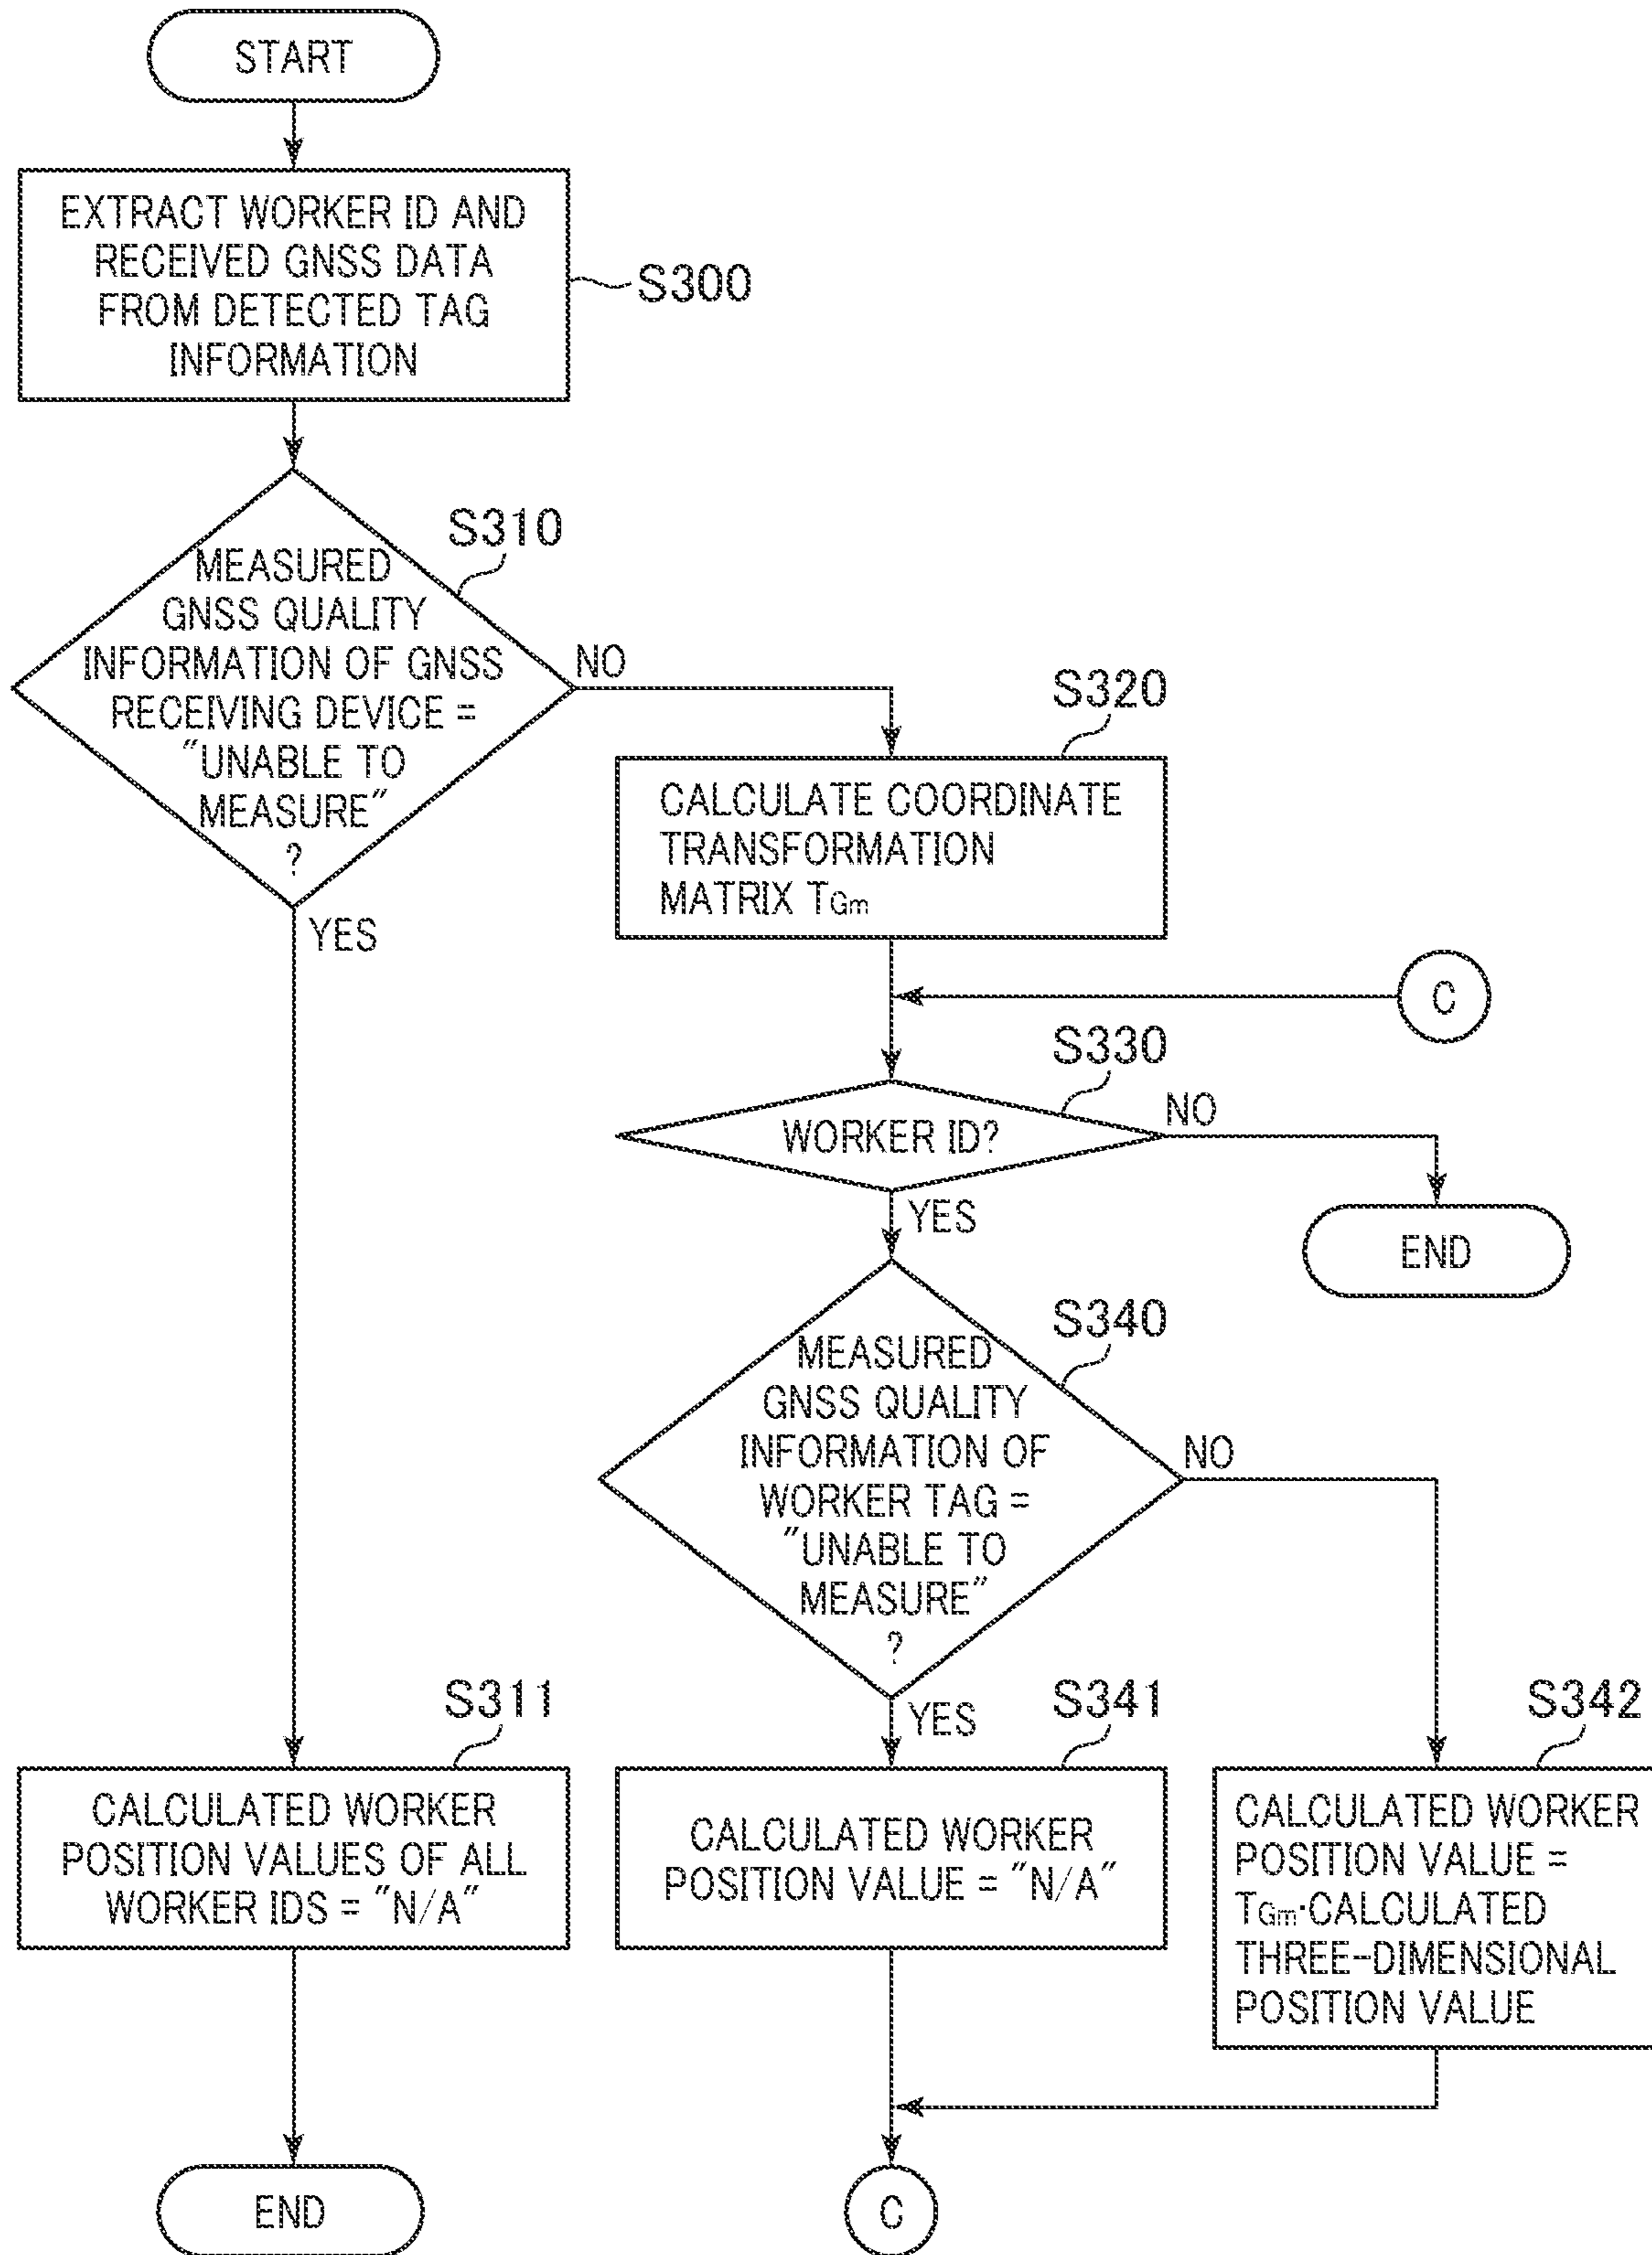 START
EXTRACT WORKER ID AND
RECEIVED GNSS DATA
FROM DETECTED TAG
INFORMATION
S300
S310
MEASURED
GNSS QUALITY
INFORMATION OF GNSS
RECEIVING DEVICE =
"UNABLE TO
MEASURE"
?
NO
YES
S320
CALCULATE COORDINATE
TRANSFORMATION
MATRIX TGm
C
S330
WORKER ID?
NO
YES
END
S340
MEASURED
GNSS QUALITY
INFORMATION OF
WORKER TAG =
"UNABLE TO
MEASURE"
?
NO
YES
S311
CALCULATED WORKER
POSITION VALUES OF ALL
WORKER IDS = "N/A"
S341
CALCULATED WORKER
POSITION VALUE = "N/A"
S342
CALCULATED WORKER
POSITION VALUE =
TGm·CALCULATED
THREE-DIMENSIONAL
POSITION VALUE
END
C